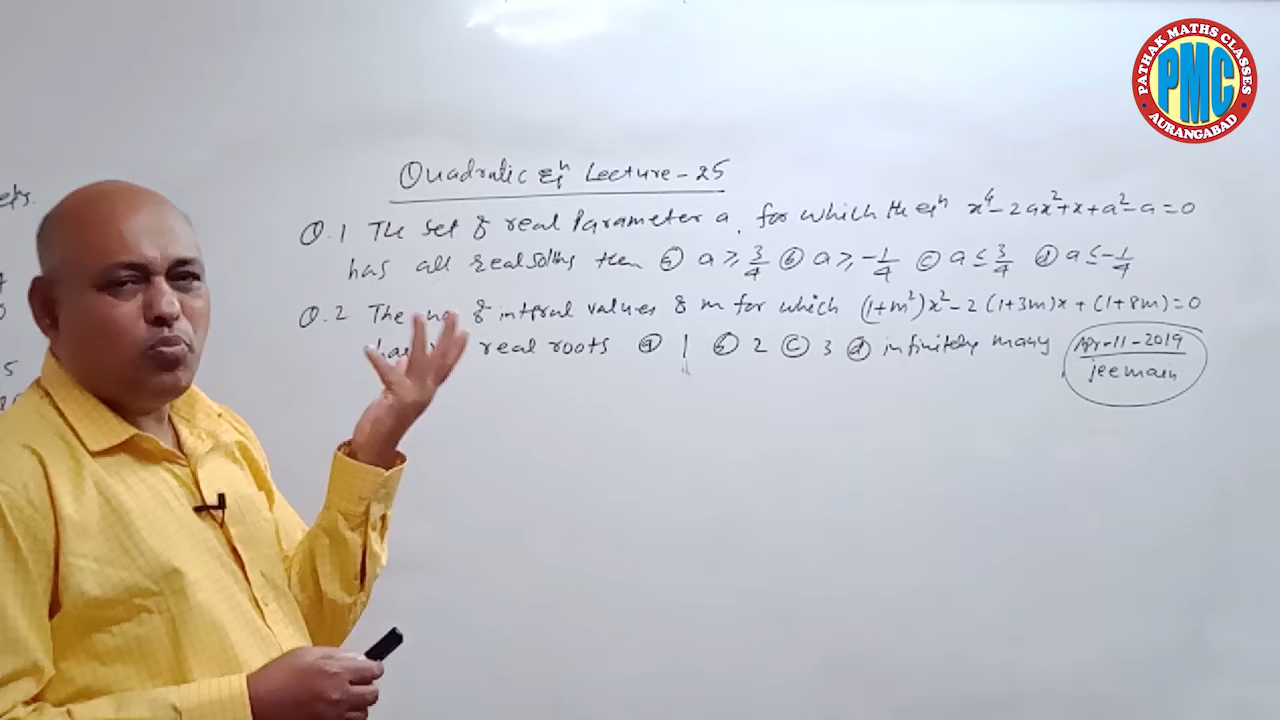 Quadratic Eqn Lecture - 25
Q.1 The set of real Parameter a, for which the eqn x⁴ - 2ax² + x + a² - a = 0
has all real solns then ⓐ a ≥ 3/4 ⓑ a ≥ -1/4 ⓒ a ≤ 3/4 ⓓ a ≤ -1/4
Q.2 The no of intgral values of m for which (1+m²)x² - 2(1+3m)x + (1+8m) = 0
real roots ⓐ 1 ⓑ 2 ⓒ 3 ⓓ infinitely many
Apr-11-2019
jee main
PATHAK MATHS CLASSES
PMC
AURANGABAD
5